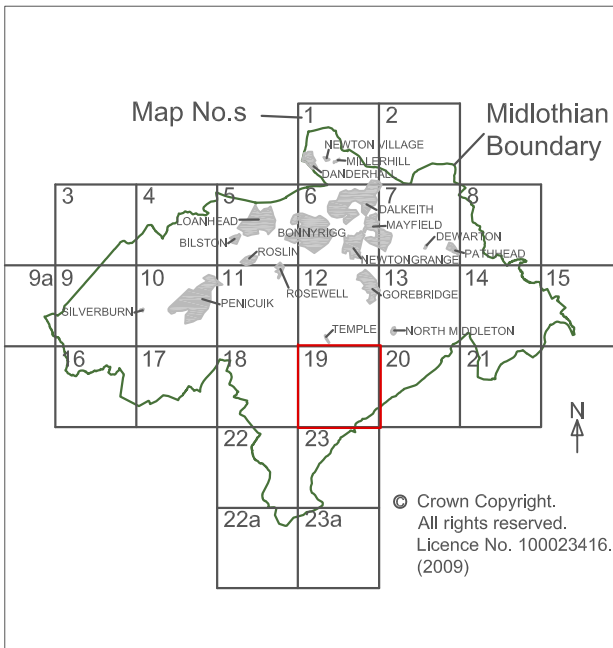 Map No.s
1
2
Midlothian
Boundary
NEWTON VILLAGE
MILLERHILL
DANDERHALL
3
4
5
6
7
8
LOANHEAD
DALKEITH
BONNYRIGG
MAYFIELD
BILSTON
DEWARTON
ROSLIN
NEWTONGRANGE
PATHHEAD
9a
9
10
11
12
13
14
15
SILVERBURN
PENICUIK
ROSEWELL
GOREBRIDGE
TEMPLE
NORTH MIDDLETON
16
17
18
19
20
21
N
22
23
22a
23a
© Crown Copyright.
All rights reserved.
Licence No. 100023416.
(2009)